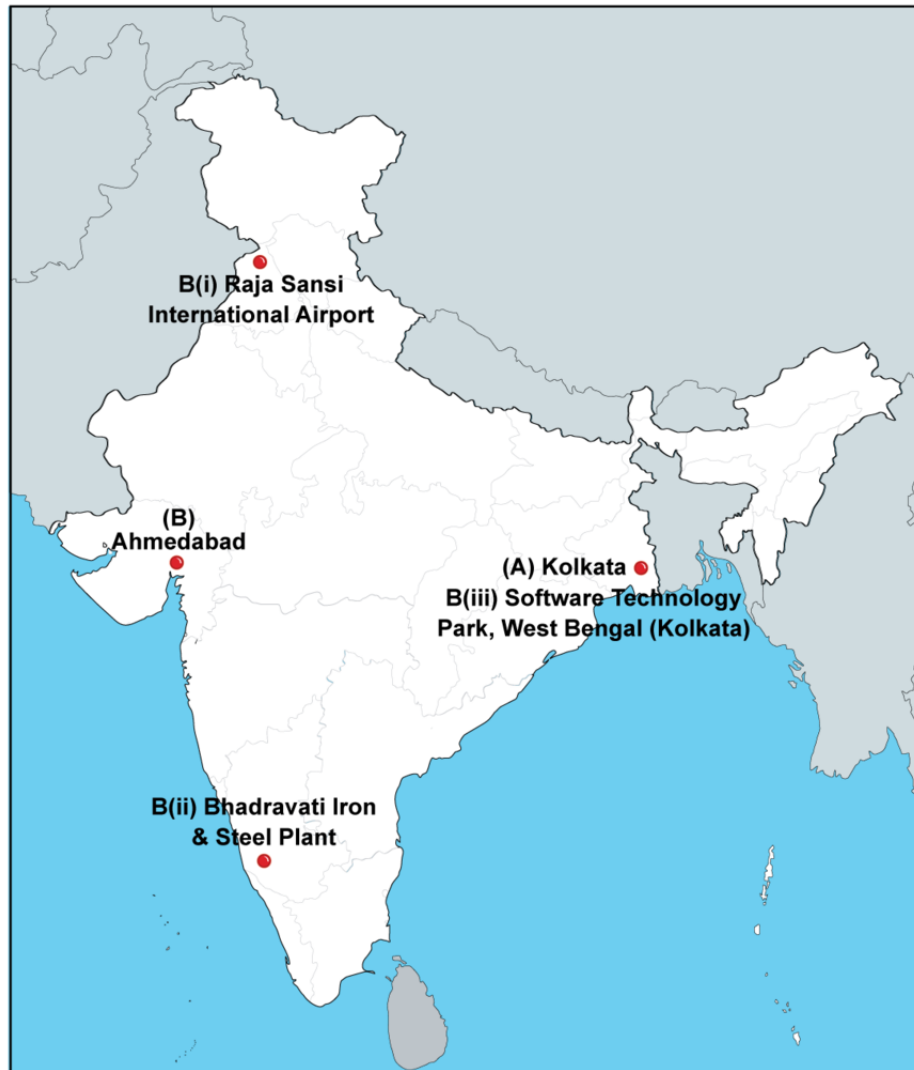 B(i) Raja Sansi
International Airport
(B)
Ahmedabad
(A) Kolkata
B(iii) Software Technology
Park, West Bengal (Kolkata)
B(ii) Bhadravati Iron
& Steel Plant